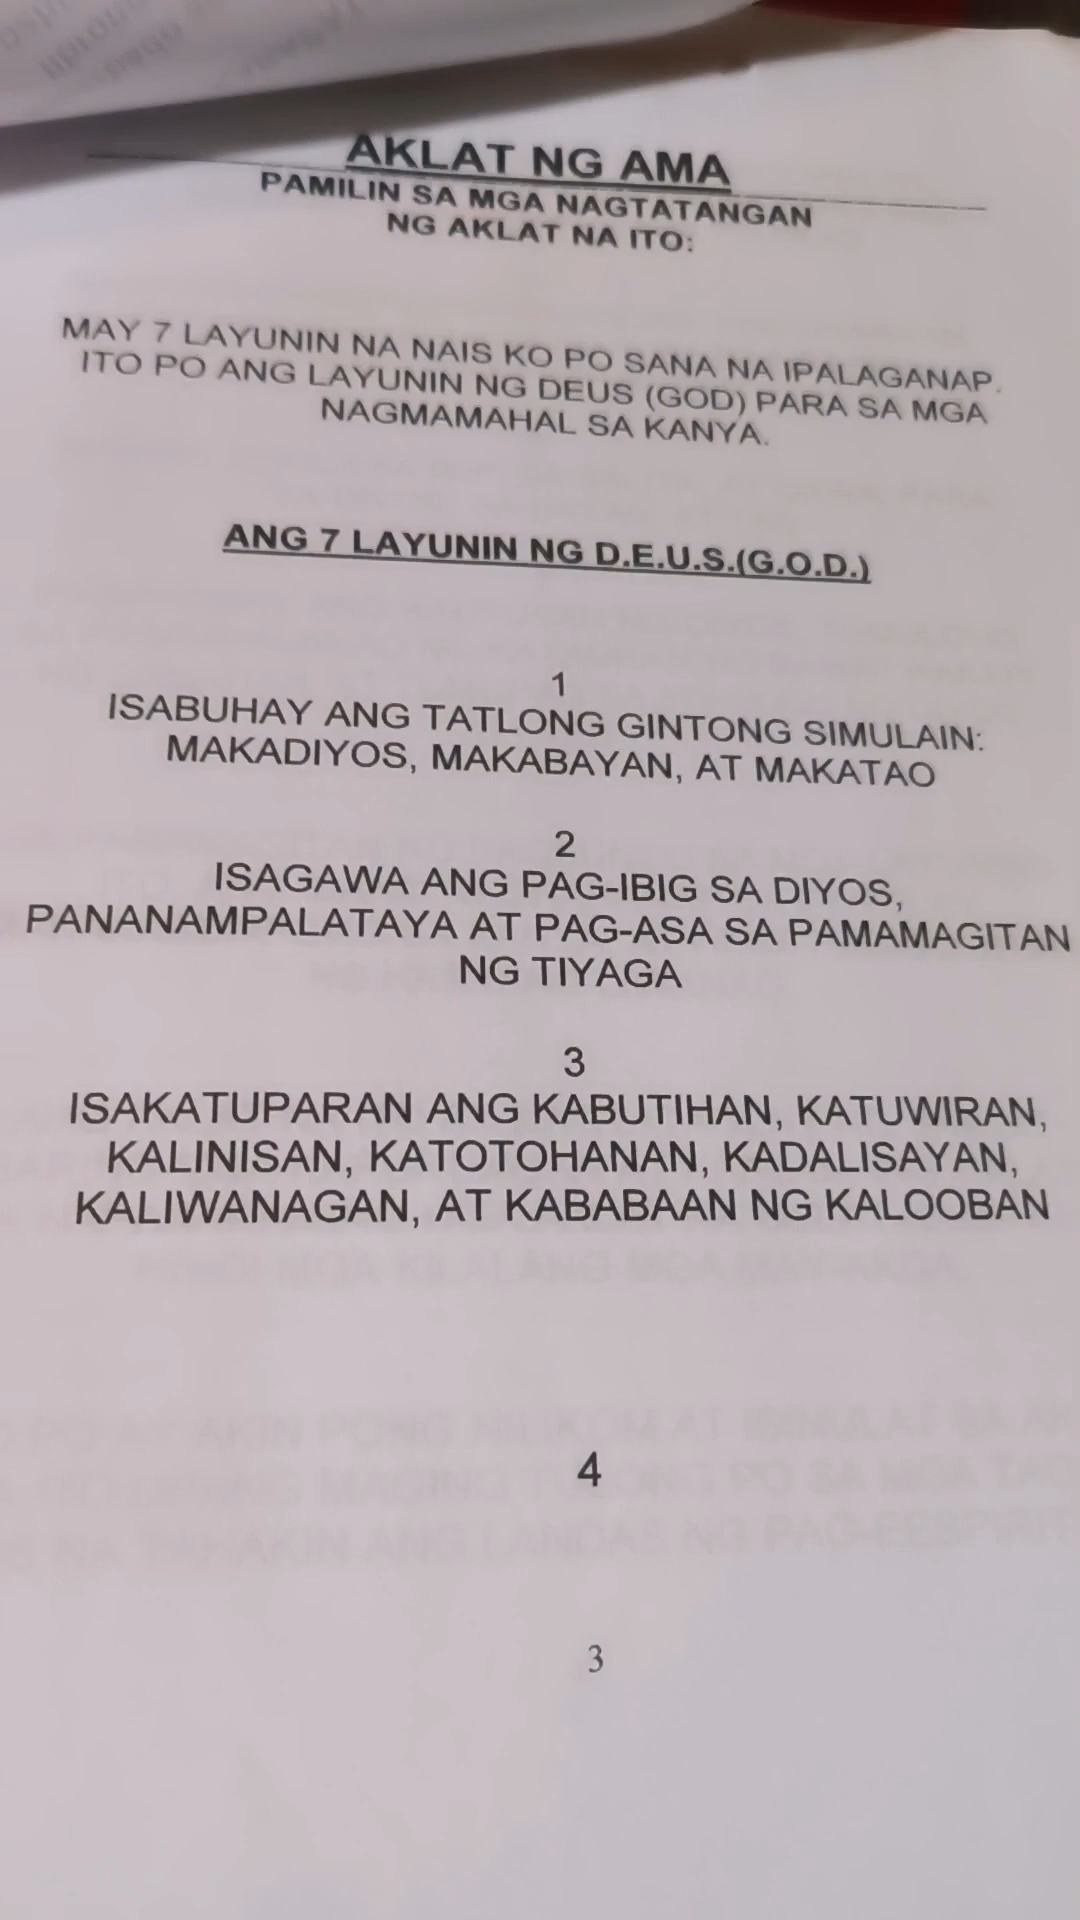 AKLAT NG AMA
PAMILIN SA MGA NAGTATANGAN
NG AKLAT NA ITO:
MAY 7 LAYUNIN NA NAIS KO PO SANA NA IPALAGANAP.
ITO PO ANG LAYUNIN NG DEUS (GOD) PARA SA MGA
NAGMAMAHAL SA KANYA.
ANG 7 LAYUNIN NG D.E.U.S.(G.O.D.)
1
ISABUHAY ANG TATLONG GINTONG SIMULAIN:
MAKADIYOS, MAKABAYAN, AT MAKATAO
2
ISAGAWA ANG PAG-IBIG SA DIYOS,
PANANAMPALATAYA AT PAG-ASA SA PAMAMAGITAN
NG TIYAGA
3
ISAKATUPARAN ANG KABUTIHAN, KATUWIRAN,
KALINISAN, KATOTOHANAN, KADALISAYAN,
KALIWANAGAN, AT KABABAAN NG KALOOBAN
4
3